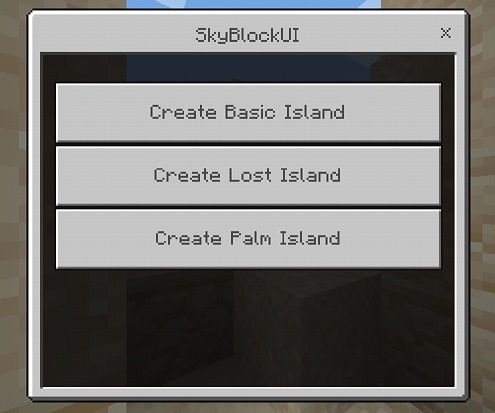 SkyBlockUI
x
Create Basic Island
Create Lost Island
Create Palm Island